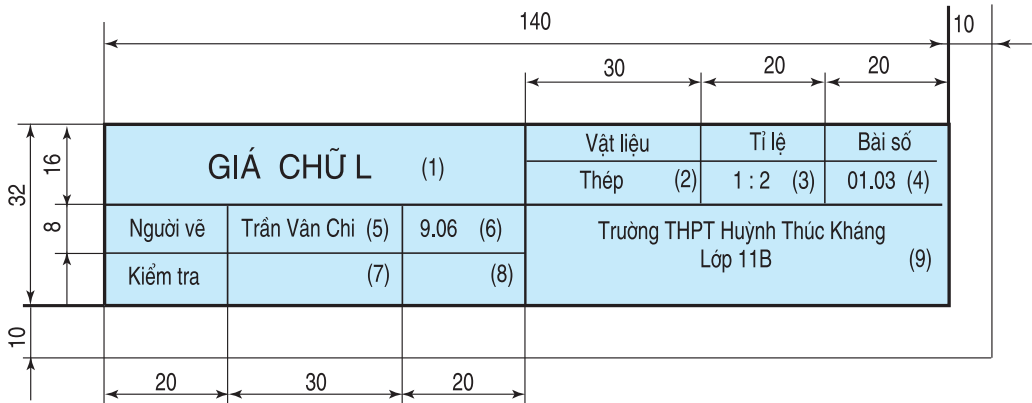 140
10
30
20
20
32
16
GIÁ CHỮ L (1)
Vật liệu
Tỉ lệ
Bài số
Thép (2)
1 : 2 (3)
01.03 (4)
8
Người vẽ
Trần Vân Chi (5)
9.06 (6)
Trường THPT Huỳnh Thúc Kháng
Lớp 11B (9)
Kiểm tra
(7)
(8)
10
20
30
20